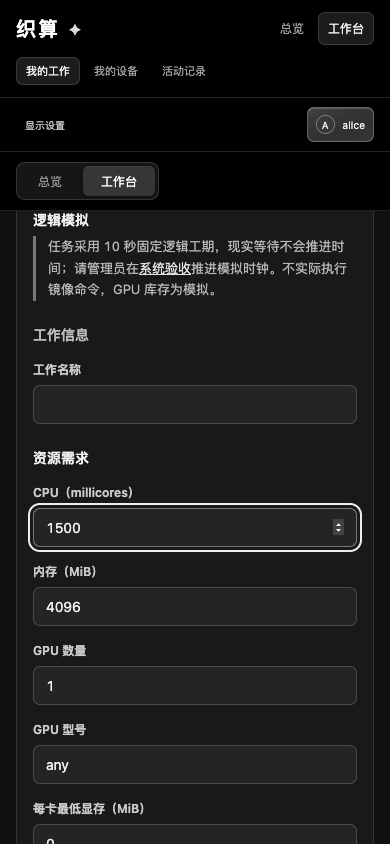 织算 ✦
总览 工作台
我的工作 我的设备 活动记录
显示设置 A alice
总览 工作台
逻辑模拟
任务采用 10 秒固定逻辑工期，现实等待不会推进时
间；请管理员在系统验收推进模拟时钟。不实际执行
镜像命令，GPU 库存为模拟。
工作信息
工作名称
资源需求
CPU（millicores）
1500
内存（MiB）
4096
GPU 数量
1
GPU 型号
any
每卡最低显存（MiB）
0